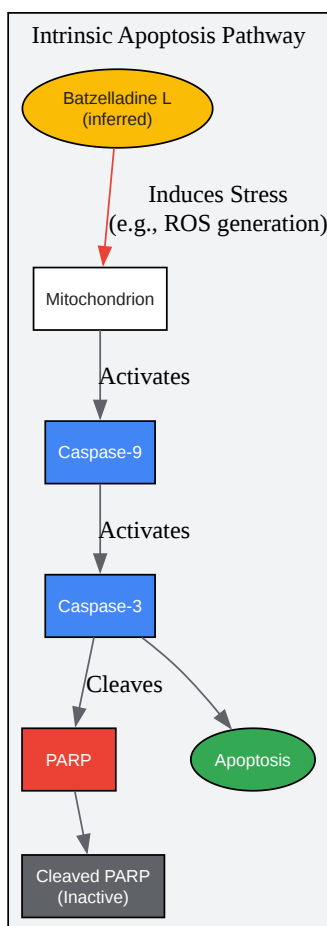 Intrinsic Apoptosis Pathway
Batzelladine L
(inferred)
Induces Stress
(e.g., ROS generation)
Mitochondrion
Activates
Caspase-9
Activates
Caspase-3
Cleaves
PARP
Apoptosis
Cleaved PARP
(Inactive)